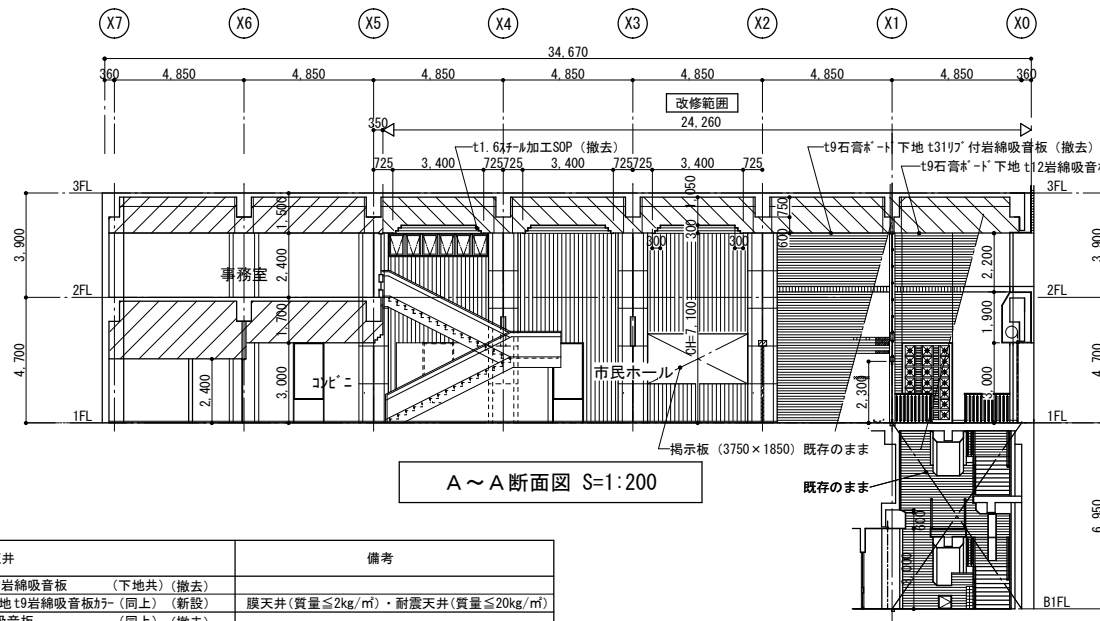 X7 X6 X5 X4 X3 X2 X1 X0
34,670
360 4,850 4,850 4,850 4,850 4,850 4,850 4,850 360
改修範囲
350 24,260
t1.6ｽﾁｰﾙ加工SOP（撤去）
t9石膏ﾎﾞｰﾄﾞ下地 t31ﾘﾌﾞ付岩綿吸音板（撤去）
725 3,400 725 725 3,400 725 725 3,400 725
t9石膏ﾎﾞｰﾄﾞ下地 t12岩綿吸音
3FL 3FL
1,500 1,050 750
300 600
300 300
3,900 2,400 2,200 3,900
事務室
2FL 2FL
1,700 CH=7,100 1,900
4,700 2,400 3,000 2,300 3,000 4,700
ｺﾝﾋﾞﾆ
市民ホール
1FL 1FL
掲示板（3750×1850）既存のまま
A～A断面図 S=1:200
既存のまま
600
6,950
B1FL
井 備考
岩綿吸音板 （下地共）（撤去）
地 t9岩綿吸音板ｶﾗｰ（同上）（新設） 膜天井（質量≦2kg/㎡）・耐震天井（質量≦20kg/㎡）
音板 （同上）（撤去）